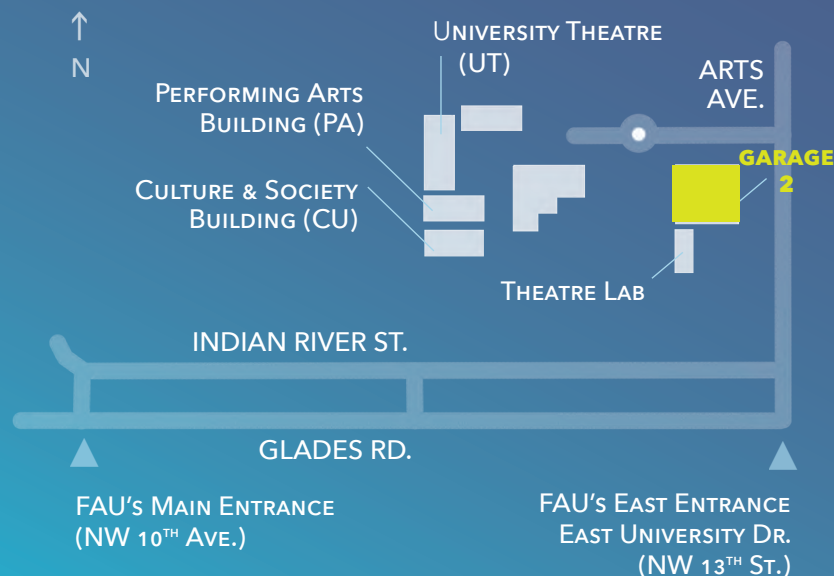 N
University Theatre
(UT)
Performing Arts
Building (PA)
Culture & Society
Building (CU)
ARTS
AVE.
GARAGE
2
Theatre Lab
INDIAN RIVER ST.
GLADES RD.
FAU's Main Entrance
(NW 10TH Ave.)
FAU's East Entrance
East University Dr.
(NW 13TH St.)